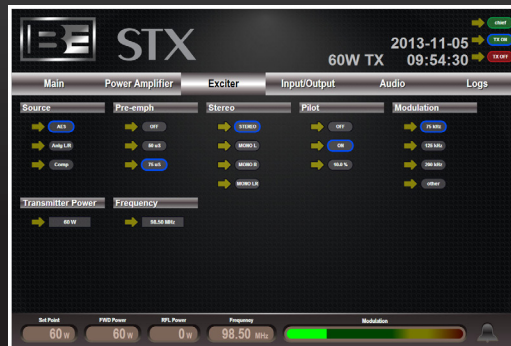 BE STX
chief
2013-11-05 TX ON
60W TX 09:54:30 TX OFF
Main Power Amplifier Exciter Input/Output Audio Logs
Source Pre-emph Stereo Pilot Modulation
AES OFF STEREO OFF 75 kHz
Anlg L/R 50 uS MONO L ON 125 kHz
Comp 75 uS MONO R 10.0 % 200 kHz
MONO LR other
Transmitter Power Frequency
60 W 98.50 MHz
Set Point FWD Power RFL Power Frequency Modulation
60 W 60 W 0 W 98.50 MHz